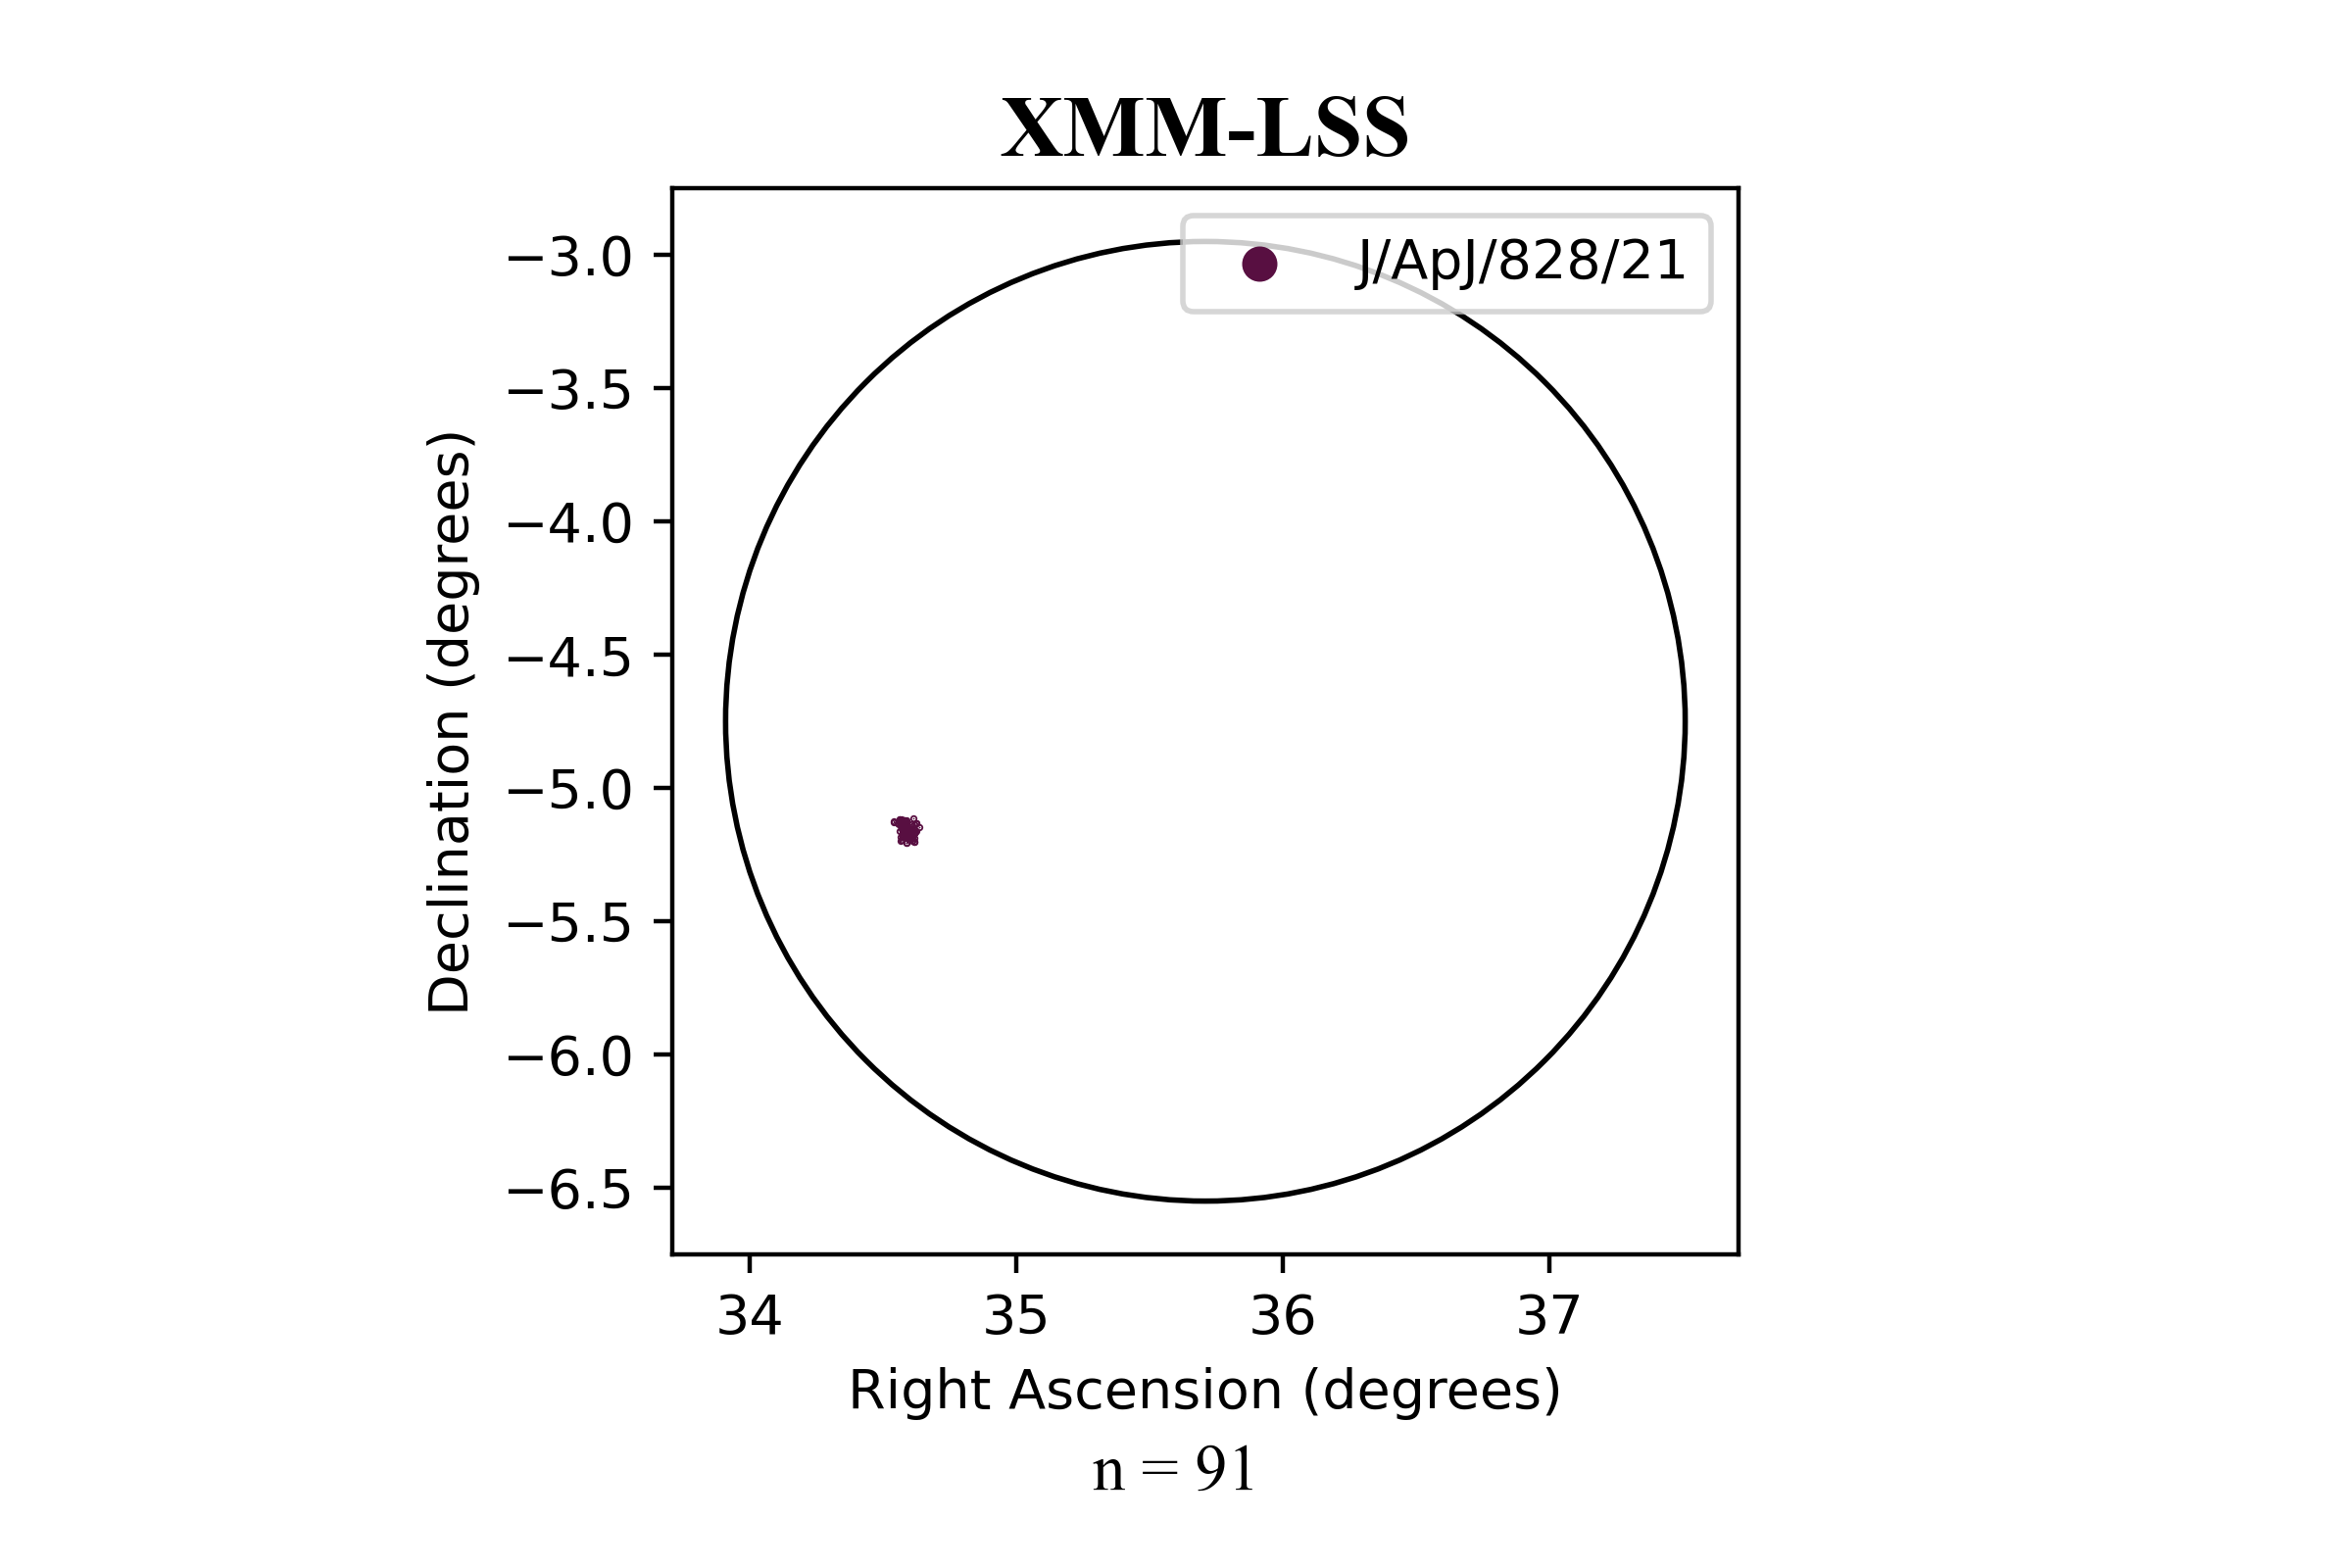 XMM-LSS
J/ApJ/828/21
−3.0
−3.5
−4.0
−4.5
−5.0
−5.5
−6.0
−6.5
Declination (degrees)
34 35 36 37
Right Ascension (degrees)
n = 91